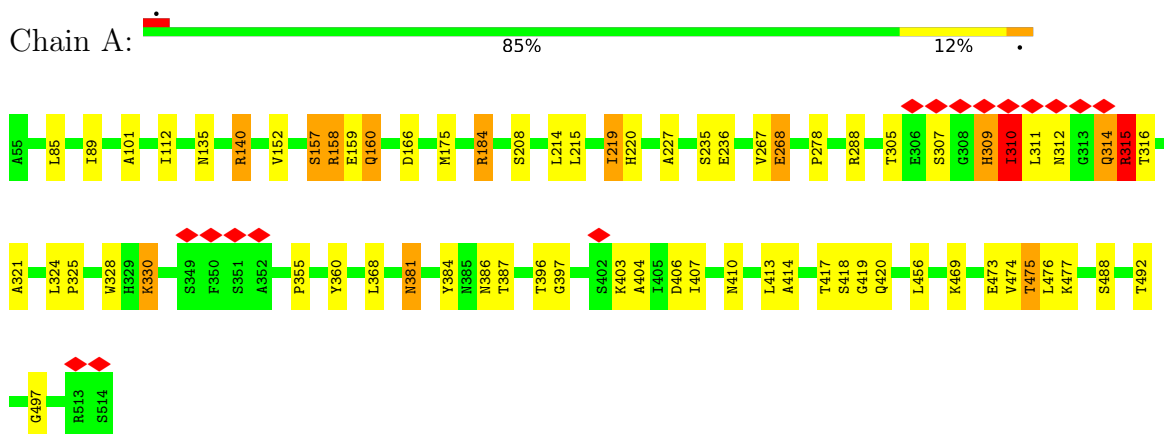 Chain A:
85% 12%
A55 L85 I89 A101 I112 N135 R140 V152 S157 R158 E159 Q160 D166 M175 R184 S208 L214 L215 I219 H220 A227 S235 E236 V267 E268 P278 R288 T305 E306 S307 G308 H309 I310 L311 N312 G313 Q314 R315 T316
A321 L324 P325 W328 H329 K330 S349 F350 S351 A352 P355 Y360 L368 N381 Y384 N385 N386 T387 T396 G397 S402 K403 A404 I405 D406 I407 N410 L413 A414 T417 S418 G419 Q420 L456 K469 E473 V474 T475 L476 K477 S488 T492
G497 R513 S514